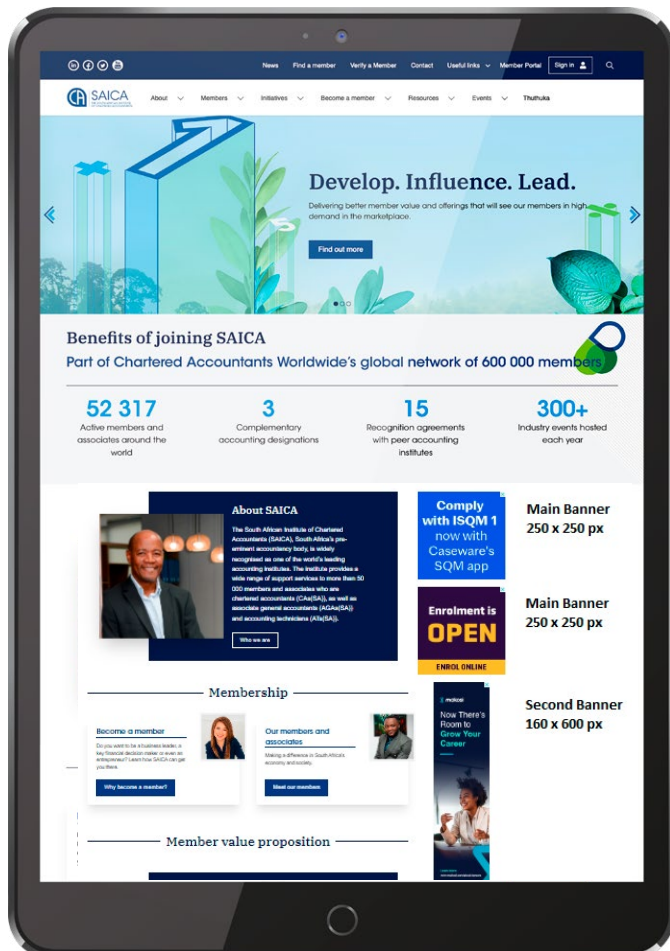 News Find a member Verify a Member Contact Useful links Member Portal Sign in
SAICA About Members Initiatives Become a member Resources Events Thuthuka
Develop. Influence. Lead.
Delivering better member value and offerings that will see our members in high
demand in the marketplace.
Find out more
Benefits of joining SAICA
Part of Chartered Accountants Worldwide's global network of 600 000 members
52 317
Active members and
associates around the
world
3
Complementary
accounting designations
15
Recognition agreements
with peer accounting
institutes
300+
Industry events hosted
each year
About SAICA
The South African Institute of Chartered
Accountants (SAICA), South Africa's pre-
eminent accountancy body, is widely
recognised as one of the world's leading
accounting institutes. The institute provides a
wide range of support services to more than 50
000 members and associates who are
chartered accountants (CAs(SA)), as well as
associate general accountants (AGAs(SA))
and accounting technicians (ATs(SA)).
Who we are
Comply
with ISQM 1
now with
Caseware's
SQM app
Main Banner
250 x 250 px
Enrolment is
OPEN
ENROL ONLINE
Main Banner
250 x 250 px
Membership
Become a member
Do you want to be a business leader, a
key financial decision maker or even an
entrepreneur? Learn how SAICA can get
you there.
Why become a member?
Our members and
associates
Making a difference in South Africa's
economy and society.
Meet our members
makosi
Now There's
Room to
Grow Your
Career
Second Banner
160 x 600 px
Member value proposition